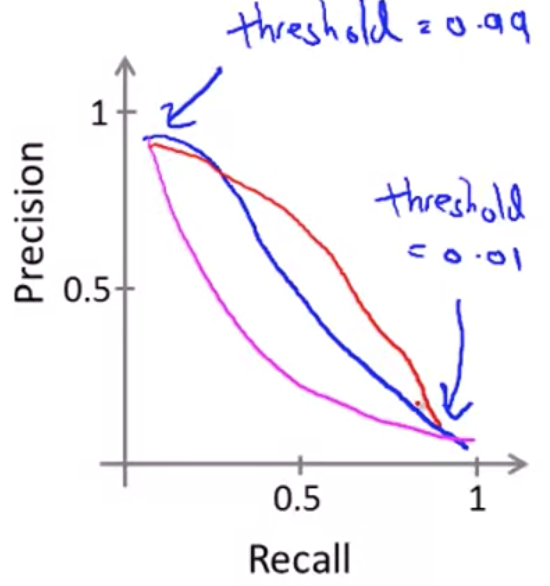 threshold = 0.99
1
Precision
threshold
= 0.01
0.5
0.5
1
Recall